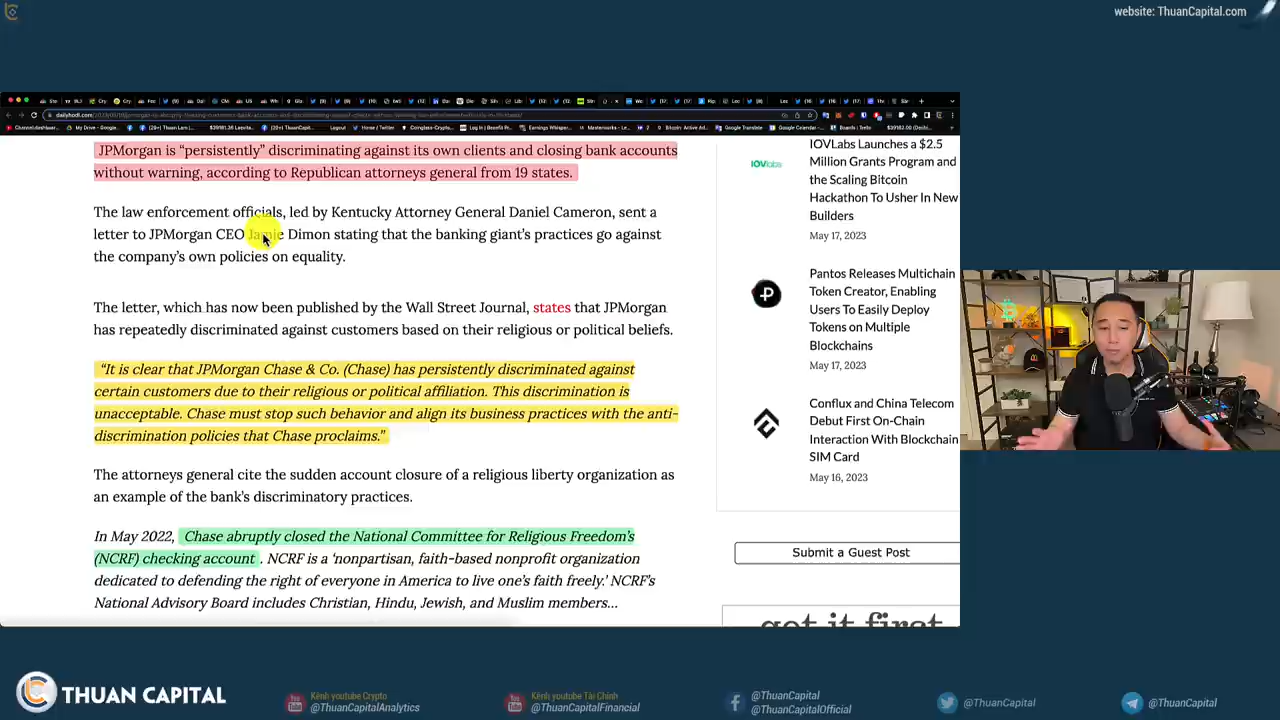 website: ThuanCapital.com
JPMorgan is “persistently” discriminating against its own clients and closing bank accounts
without warning, according to Republican attorneys general from 19 states.
The law enforcement officials, led by Kentucky Attorney General Daniel Cameron, sent a
letter to JPMorgan CEO Jamie Dimon stating that the banking giant’s practices go against
the company’s own policies on equality.
The letter, which has now been published by the Wall Street Journal, states that JPMorgan
has repeatedly discriminated against customers based on their religious or political beliefs.
“It is clear that JPMorgan Chase & Co. (Chase) has persistently discriminated against
certain customers due to their religious or political affiliation. This discrimination is
unacceptable. Chase must stop such behavior and align its business practices with the anti-
discrimination policies that Chase proclaims.”
The attorneys general cite the sudden account closure of a religious liberty organization as
an example of the bank’s discriminatory practices.
In May 2022, Chase abruptly closed the National Committee for Religious Freedom’s
(NCRF) checking account . NCRF is a ‘nonpartisan, faith-based nonprofit organization
dedicated to defending the right of everyone in America to live one’s faith freely.’ NCRF’s
National Advisory Board includes Christian, Hindu, Jewish, and Muslim members…
IOVlabs
IOVLabs Launches a $2.5
Million Grants Program and
the Scaling Bitcoin
Hackathon To Usher In New
Builders
May 17, 2023
Pantos Releases Multichain
Token Creator, Enabling
Users To Easily Deploy
Tokens on Multiple
Blockchains
May 17, 2023
Conflux and China Telecom
Debut First On-Chain
Interaction With Blockchain
SIM Card
May 16, 2023
Submit a Guest Post
got it first
THUAN CAPITAL
Kênh youtube Crypto
@ThuanCapitalAnalytics
Kênh youtube Tài Chính
@ThuanCapitalFinancial
@ThuanCapital
@ThuanCapitalOfficial
@ThuanCapital
@ThuanCapital